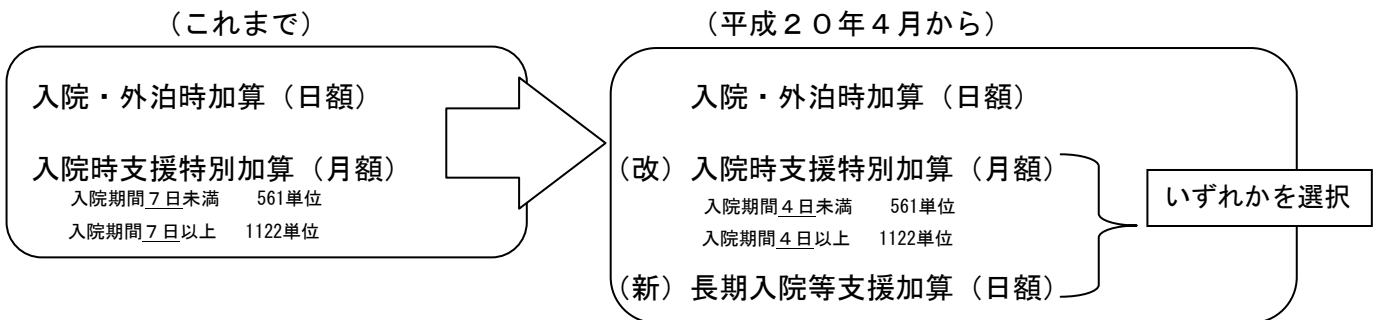 （これまで）
入院・外泊時加算（日額）
入院時支援特別加算（月額）
入院期間７日未満　561単位
入院期間７日以上　1122単位
（平成２０年４月から）
入院・外泊時加算（日額）
（改）入院時支援特別加算（月額）
入院期間４日未満　561単位
入院期間４日以上　1122単位
（新）長期入院等支援加算（日額）
いずれかを選択